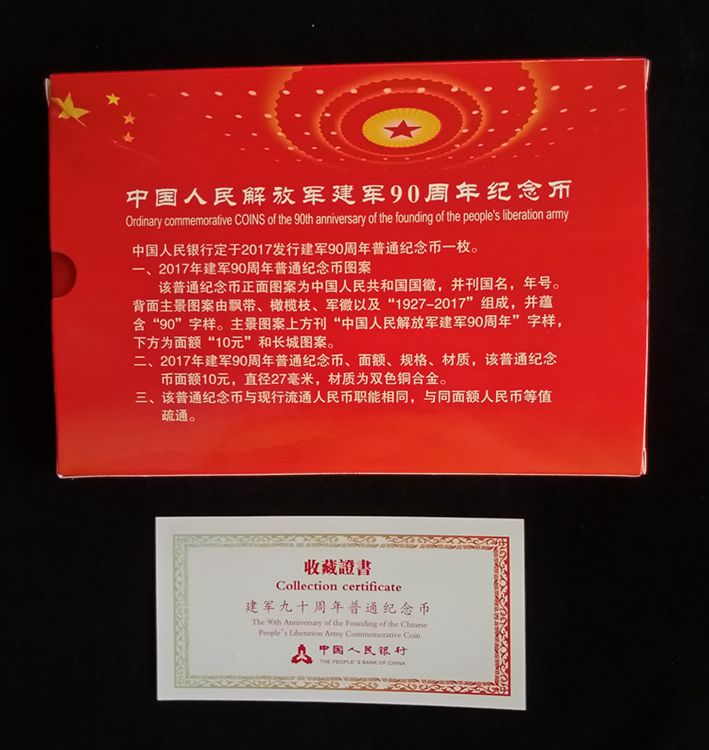 中国人民解放军建军90周年纪念币
Ordinary commemorative COINS of the 90th anniversary of the founding of the people's liberation army
中国人民银行定于2017发行建军90周年普通纪念币一枚。
一、2017年建军90周年普通纪念币图案
该普通纪念币正面图案为中国人民共和国国徽，并刊国名，年号。
背面主景图案由飘带、橄榄枝、军徽以及“1927-2017”组成，并蕴
含“90”字样。主景图案上方刊“中国人民解放军建军90周年”字样，
下方为面额“10元”和长城图案。
二、2017年建军90周年普通纪念币、面额、规格、材质，该普通纪念
币面额10元，直径27毫米，材质为双色铜合金。
三、该普通纪念币与现行流通人民币职能相同，与同面额人民币等值
疏通。
收藏證書
Collection certificate
建军九十周年普通纪念币
The 90th Anniversary of the Founding of the Chinese
People's Liberation Army Commemorative Coin
中国人民银行
THE PEOPLE'S BANK OF CHINA